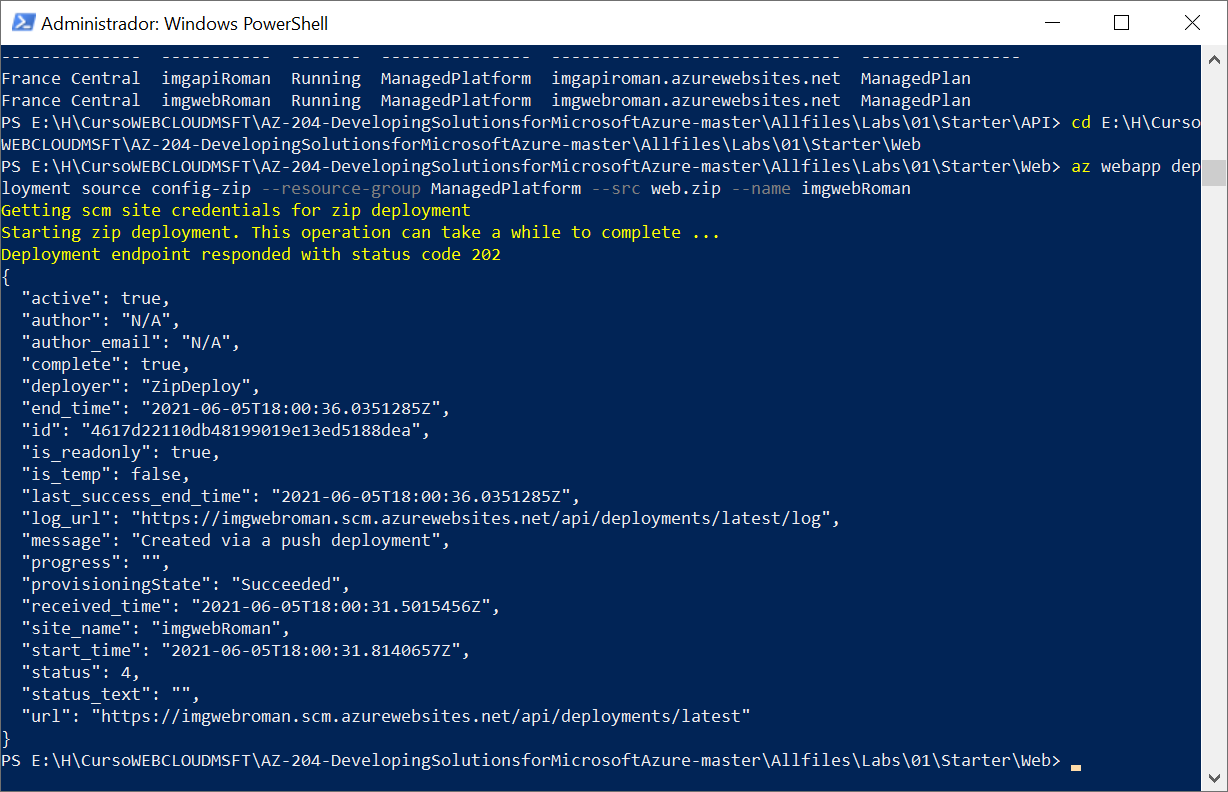 Administrador: Windows PowerShell
--------------  -----------  -------  ---------------  -----------------------------  ----------------
France Central  imgapiRoman  Running  ManagedPlatform  imgapiroman.azurewebsites.net  ManagedPlan
France Central  imgwebRoman  Running  ManagedPlatform  imgwebroman.azurewebsites.net  ManagedPlan
PS E:\H\CursoWEBCLOUDMSFT\AZ-204-DevelopingSolutionsforMicrosoftAzure-master\Allfiles\Labs\01\Starter\API> cd E:\H\Curso
WEBCLOUDMSFT\AZ-204-DevelopingSolutionsforMicrosoftAzure-master\Allfiles\Labs\01\Starter\Web
PS E:\H\CursoWEBCLOUDMSFT\AZ-204-DevelopingSolutionsforMicrosoftAzure-master\Allfiles\Labs\01\Starter\Web> az webapp dep
loyment source config-zip --resource-group ManagedPlatform --src web.zip --name imgwebRoman
Getting scm site credentials for zip deployment
Starting zip deployment. This operation can take a while to complete ...
Deployment endpoint responded with status code 202
{
  "active": true,
  "author": "N/A",
  "author_email": "N/A",
  "complete": true,
  "deployer": "ZipDeploy",
  "end_time": "2021-06-05T18:00:36.0351285Z",
  "id": "4617d22110db48199019e13ed5188dea",
  "is_readonly": true,
  "is_temp": false,
  "last_success_end_time": "2021-06-05T18:00:36.0351285Z",
  "log_url": "https://imgwebroman.scm.azurewebsites.net/api/deployments/latest/log",
  "message": "Created via a push deployment",
  "progress": "",
  "provisioningState": "Succeeded",
  "received_time": "2021-06-05T18:00:31.5015456Z",
  "site_name": "imgwebRoman",
  "start_time": "2021-06-05T18:00:31.8140657Z",
  "status": 4,
  "status_text": "",
  "url": "https://imgwebroman.scm.azurewebsites.net/api/deployments/latest"
}
PS E:\H\CursoWEBCLOUDMSFT\AZ-204-DevelopingSolutionsforMicrosoftAzure-master\Allfiles\Labs\01\Starter\Web>